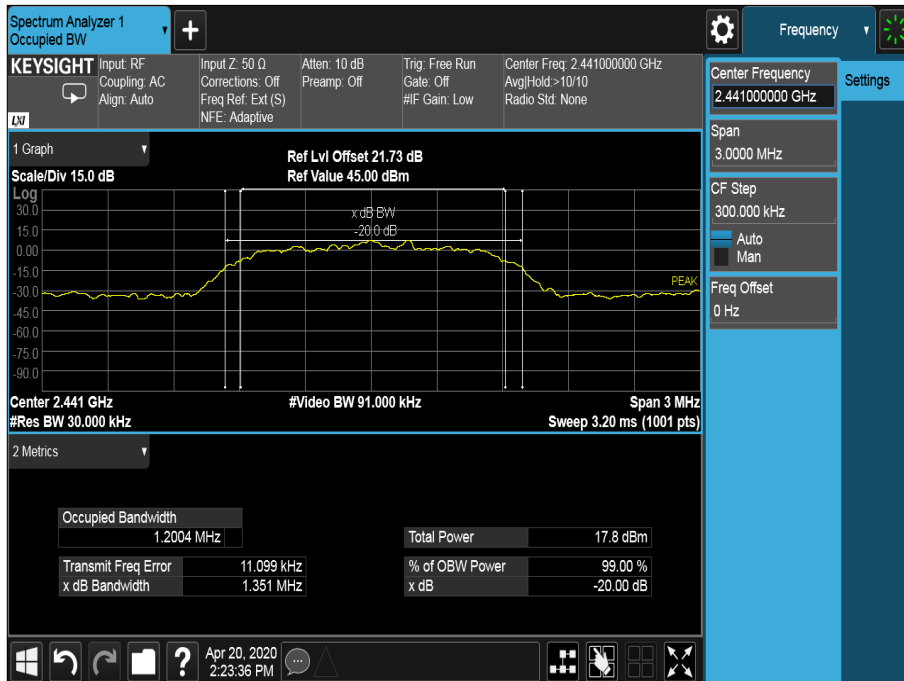 Spectrum Analyzer 1
Occupied BW
+
Frequency
KEYSIGHT
LXI
Input: RF
Coupling: AC
Align: Auto
Input Z: 50 Ω
Corrections: Off
Freq Ref: Ext (S)
NFE: Adaptive
Atten: 10 dB
Preamp: Off
Trig: Free Run
Gate: Off
#IF Gain: Low
Center Freq: 2.441000000 GHz
Avg|Hold:>10/10
Radio Std: None
Center Frequency
2.441000000 GHz
Settings
Span
3.0000 MHz
CF Step
300.000 kHz
Auto
Man
Freq Offset
0 Hz
1 Graph
Scale/Div 15.0 dB
Ref Lvl Offset 21.73 dB
Ref Value 45.00 dBm
Log
30.0
15.0
0.00
-15.0
-30.0
-45.0
-60.0
-75.0
-90.0
x dB BW
-20.0 dB
PEAK
Center 2.441 GHz
#Video BW 91.000 kHz
Span 3 MHz
#Res BW 30.000 kHz
Sweep 3.20 ms (1001 pts)
2 Metrics
Occupied Bandwidth
1.2004 MHz
Total Power 17.8 dBm
Transmit Freq Error 11.099 kHz
% of OBW Power 99.00 %
x dB Bandwidth 1.351 MHz
x dB -20.00 dB
?
Apr 20, 2020
2:23:36 PM